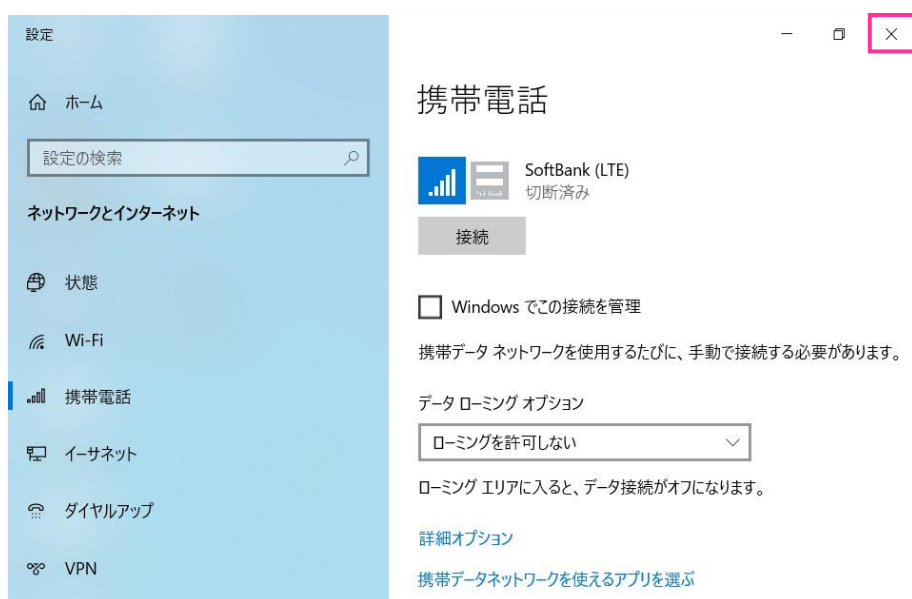 設定
ホーム
設定の検索
ネットワークとインターネット
状態
Wi-Fi
携帯電話
イーサネット
ダイヤルアップ
VPN
携帯電話
SoftBank (LTE)
切断済み
接続
Windows でこの接続を管理
携帯データ ネットワークを使用するたびに、手動で接続する必要があります。
データ ローミング オプション
ローミングを許可しない
ローミング エリアに入ると、データ接続がオフになります。
詳細オプション
携帯データネットワークを使えるアプリを選ぶ